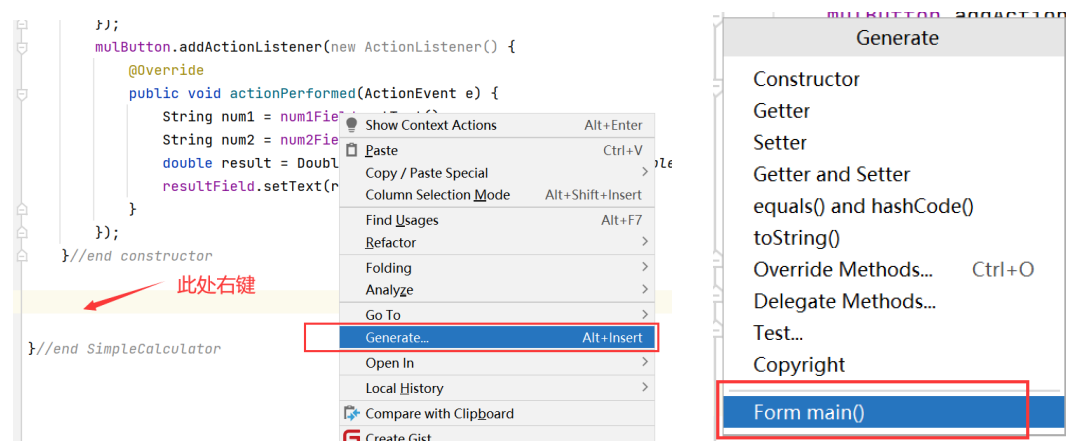 });
mulButton.addActionListener(new ActionListener() {
@Override
public void actionPerformed(ActionEvent e) {
String num1 = num1Fie
String num2 = num2Fie
double result = Doubl
resultField.setText(r
}
});
}//end constructor
此处右键
}//end SimpleCalculator
Show Context Actions Alt+Enter
Paste Ctrl+V
Copy / Paste Special
Column Selection Mode Alt+Shift+Insert
Find Usages Alt+F7
Refactor
Folding
Analyze
Go To
Generate... Alt+Insert
Open In
Local History
Compare with Clipboard
Create Gist
mulButton.addAction
Generate
Constructor
Getter
Setter
Getter and Setter
equals() and hashCode()
toString()
Override Methods... Ctrl+O
Delegate Methods...
Test...
Copyright
Form main()